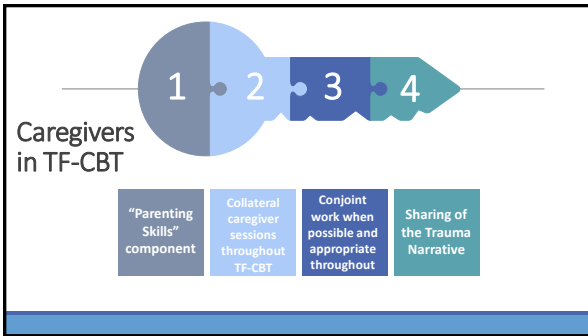 1
2
3
4
Caregivers
in TF-CBT
“Parenting
Skills”
component
Collateral
caregiver
sessions
throughout
TF-CBT
Conjoint
work when
possible and
appropriate
throughout
Sharing of
the Trauma
Narrative